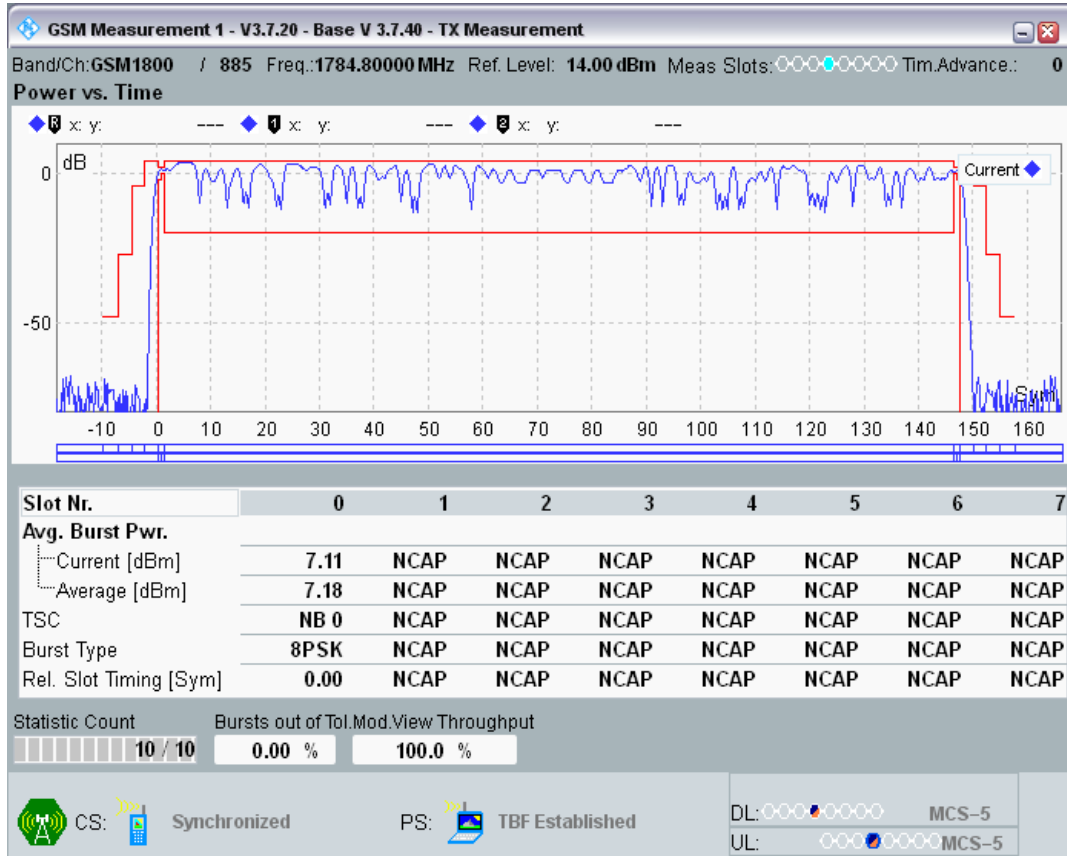 GSM Measurement 1 - V3.7.20 - Base V 3.7.40 - TX Measurement
Band/Ch:GSM1800 / 885 Freq.:1784.80000 MHz Ref. Level: 14.00 dBm Meas Slots: Tim.Advance.: 0
Power vs. Time
R x: y: --- 1 x: y: --- 2 x: y: ---
dB
Current
0
-50
Sym
-10 0 10 20 30 40 50 60 70 80 90 100 110 120 130 140 150 160
Slot Nr. 0 1 2 3 4 5 6 7
Avg. Burst Pwr.
Current [dBm] 7.11 NCAP NCAP NCAP NCAP NCAP NCAP NCAP
Average [dBm] 7.18 NCAP NCAP NCAP NCAP NCAP NCAP NCAP
TSC NB 0 NCAP NCAP NCAP NCAP NCAP NCAP NCAP
Burst Type 8PSK NCAP NCAP NCAP NCAP NCAP NCAP NCAP
Rel. Slot Timing [Sym] 0.00 NCAP NCAP NCAP NCAP NCAP NCAP NCAP
Statistic Count Bursts out of Tol.Mod.View Throughput
10 / 10 0.00 % 100.0 %
CS: Synchronized PS: TBF Established
DL: MCS-5
UL: MCS-5